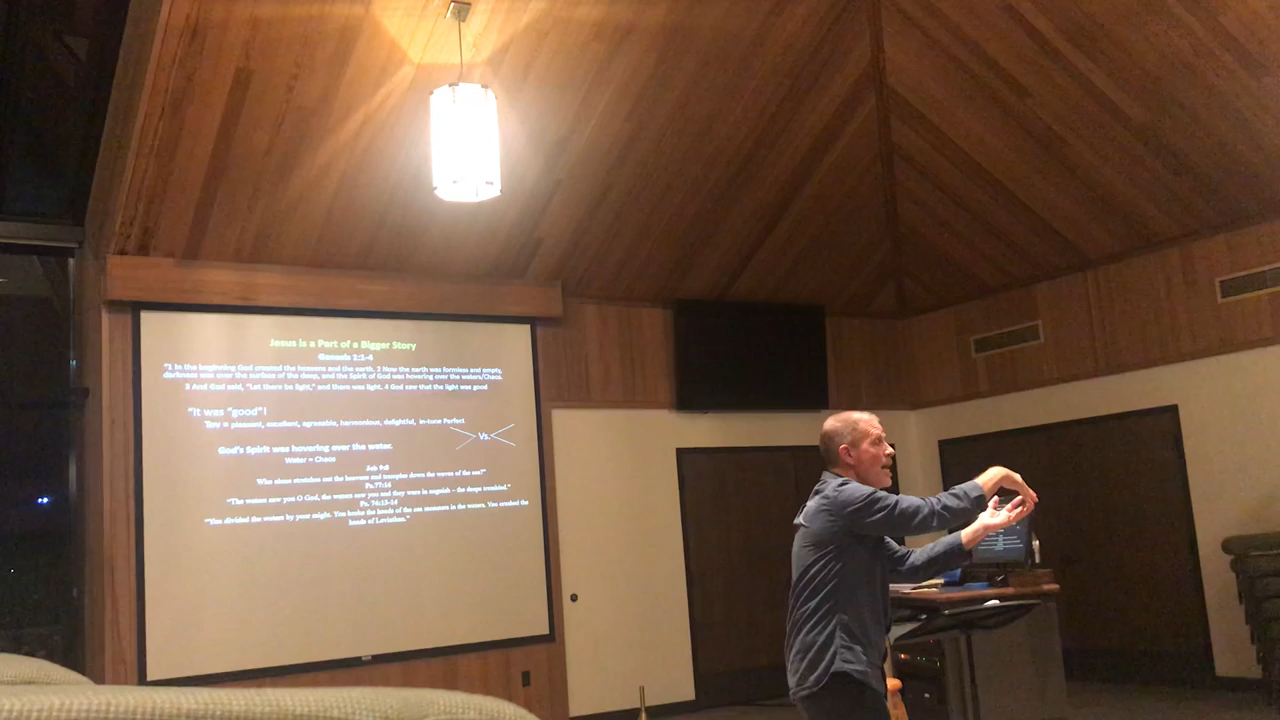 Jesus is a Part of a Bigger Story
Genesis 1:1-4
"1 In the beginning God created the heavens and the earth. 2 Now the earth was formless and empty,
darkness was over the surface of the deep, and the Spirit of God was hovering over the waters/Chaos.
3 And God said, "Let there be light," and there was light. 4 God saw that the light was good
"It was "good"!
Tov = pleasant, excellent, agreeable, harmonious, delightful, in-tune Perfect
Vs.
God's Spirit was hovering over the water.
Water = Chaos
Job 9:8
Who alone stretches out the heavens and tramples down the waves of the sea?"
Ps.77:16
"The waters saw you O God, the waters saw you and they were in anguish – the deeps trembled."
Ps. 74:13-14
"You divided the waters by your might. You broke the heads of the sea monsters in the waters. You crushed the
heads of Leviathan."